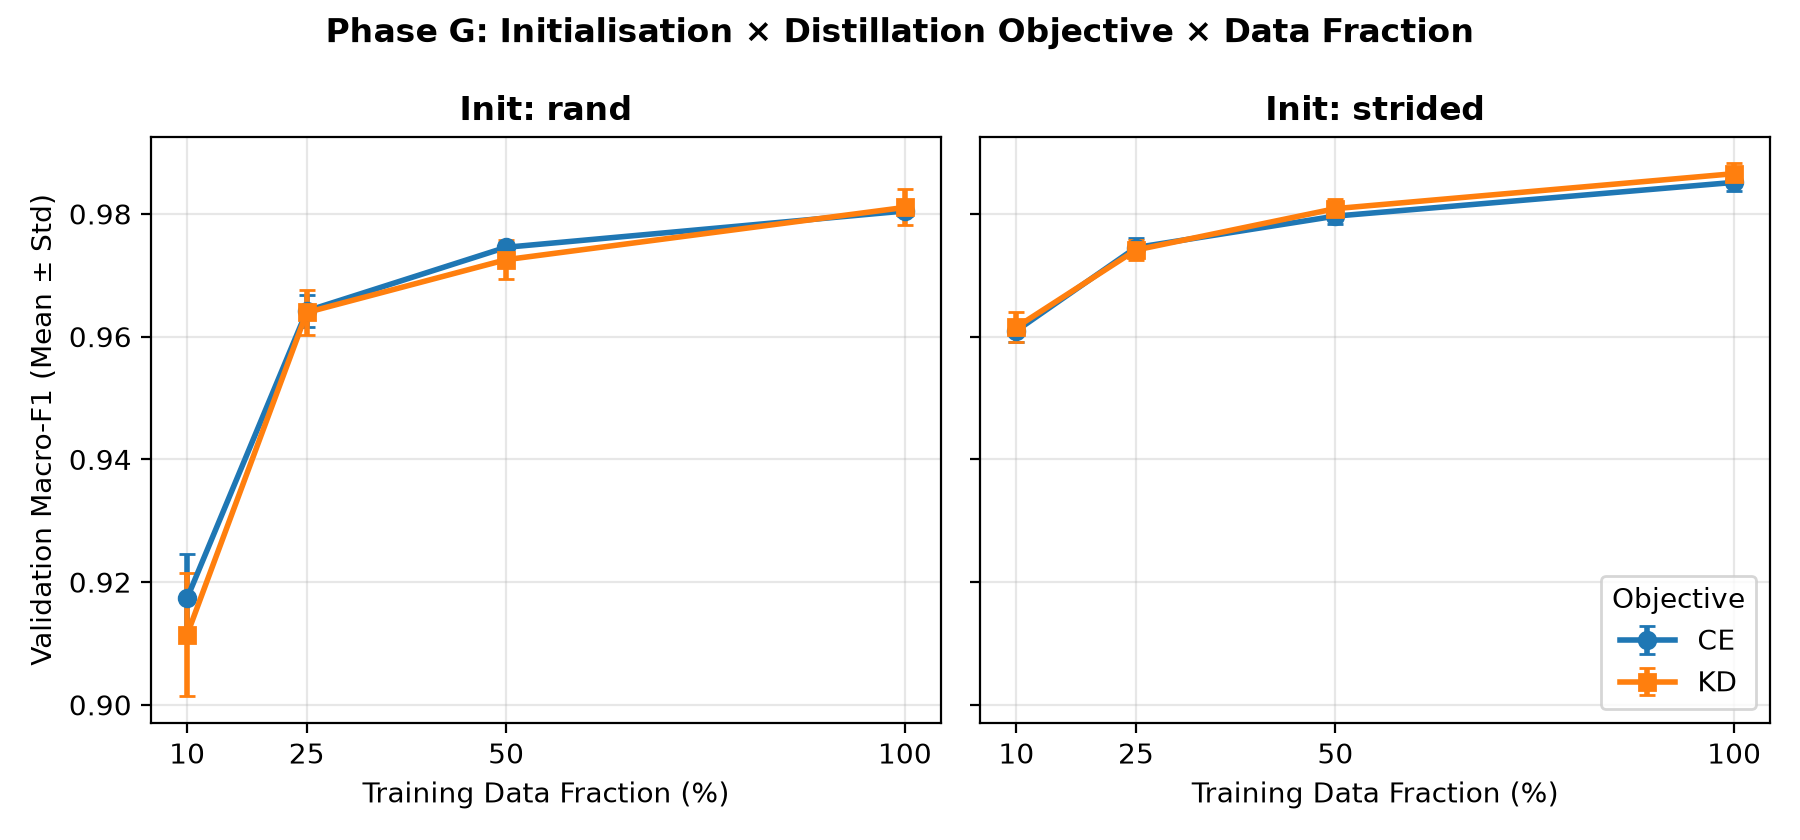 Phase G: Initialisation × Distillation Objective × Data Fraction
Init: rand
Init: strided
Validation Macro-F1 (Mean ± Std)
0.98
0.96
0.94
0.92
0.90
10 25 50 100
10 25 50 100
Training Data Fraction (%)
Training Data Fraction (%)
Objective
CE
KD